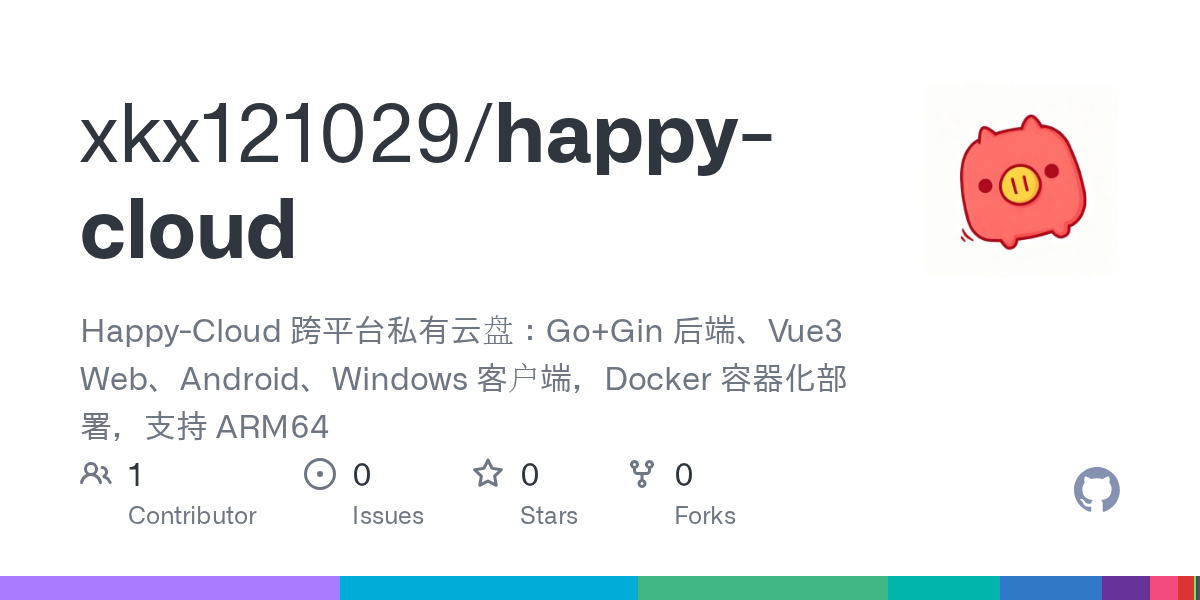 xkx121029/happy-
cloud
Happy-Cloud 跨平台私有云盘：Go+Gin 后端、Vue3
Web、Android、Windows 客户端，Docker 容器化部
署，支持 ARM64
1 0 0 0
Contributor Issues Stars Forks